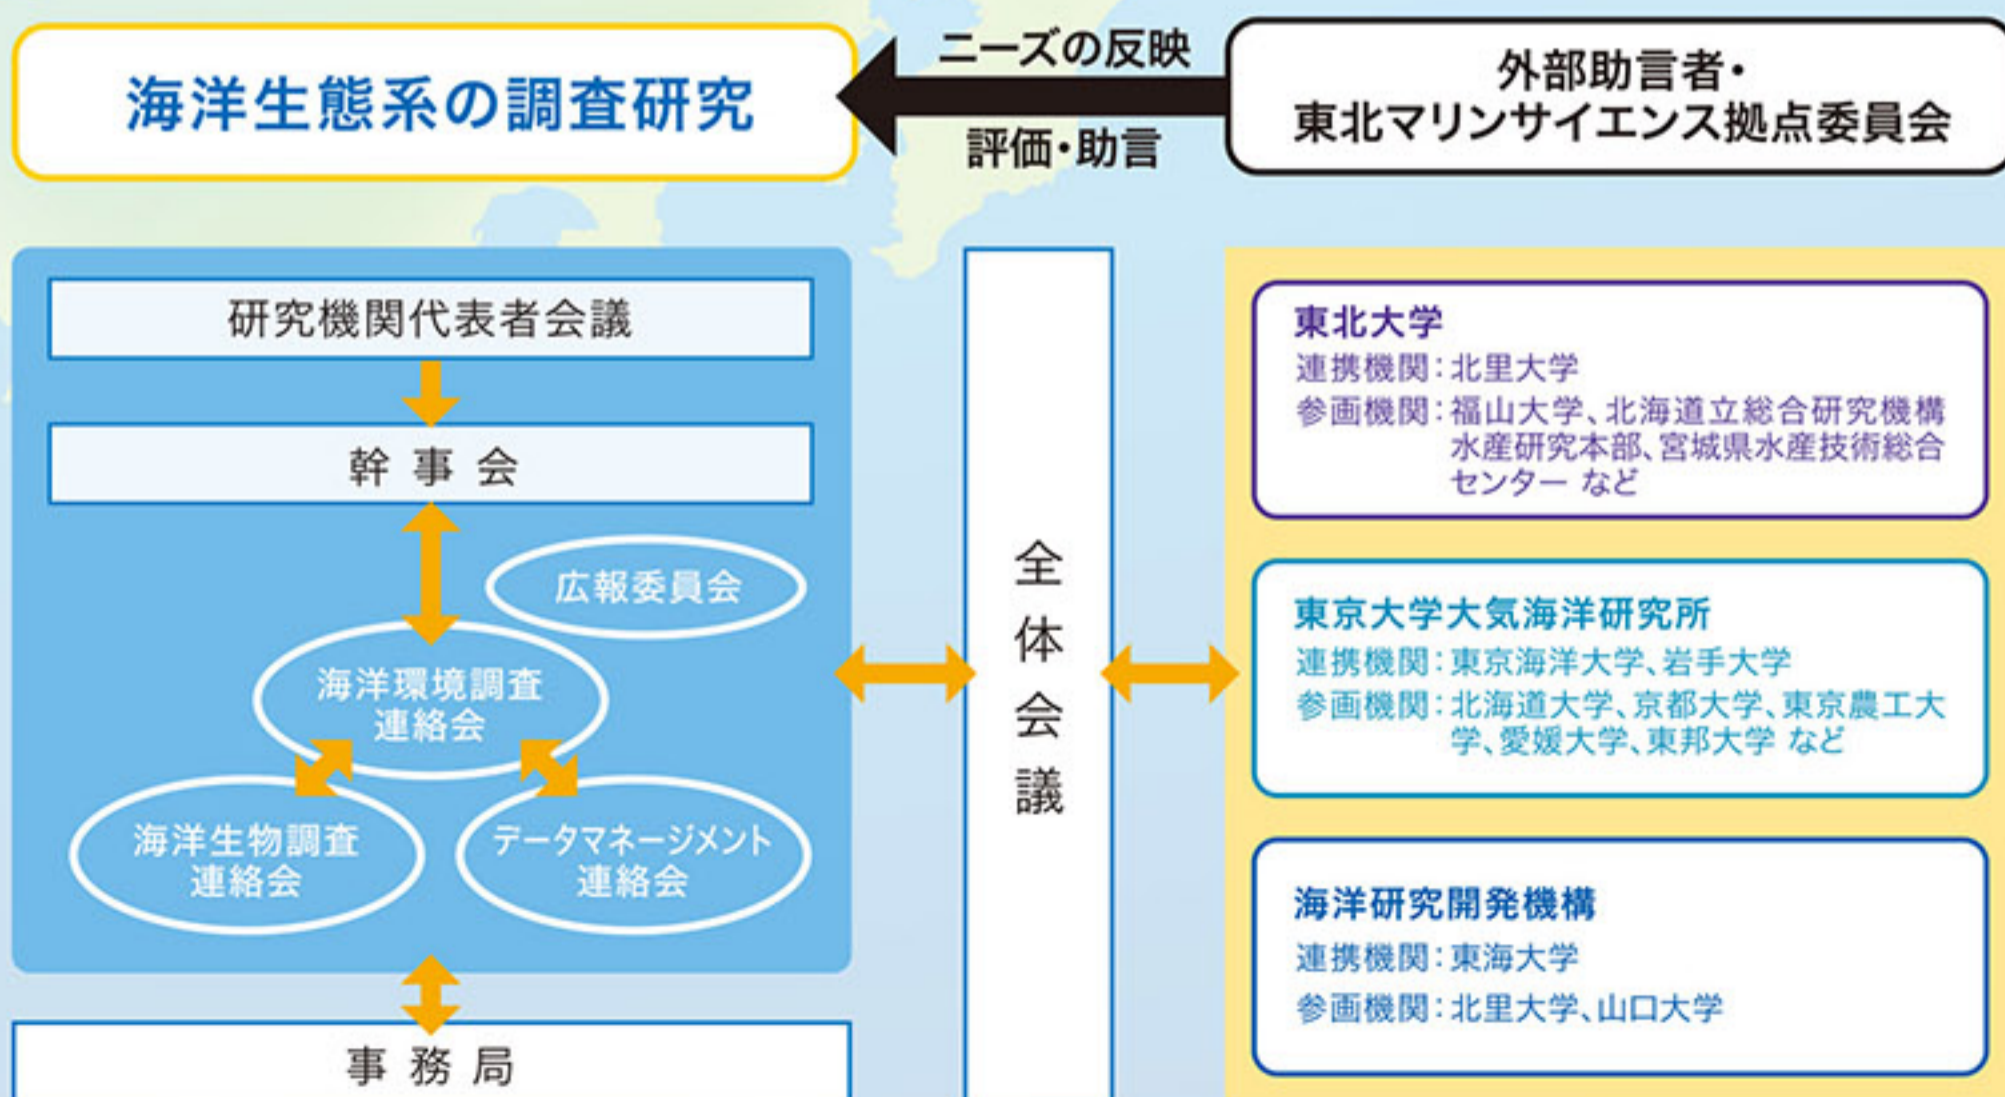 海洋生態系の調査研究
ニーズの反映
評価・助言
外部助言者・
東北マリンサイエンス拠点委員会
研究機関代表者会議
幹事会
広報委員会
海洋環境調査
連絡会
海洋生物調査
連絡会
データマネージメント
連絡会
事務局
全体会議
東北大学
連携機関：北里大学
参画機関：福山大学、北海道立総合研究機構
水産研究本部、宮城県水産技術総合
センター など
東京大学大気海洋研究所
連携機関：東京海洋大学、岩手大学
参画機関：北海道大学、京都大学、東京農工大
学、愛媛大学、東邦大学 など
海洋研究開発機構
連携機関：東海大学
参画機関：北里大学、山口大学